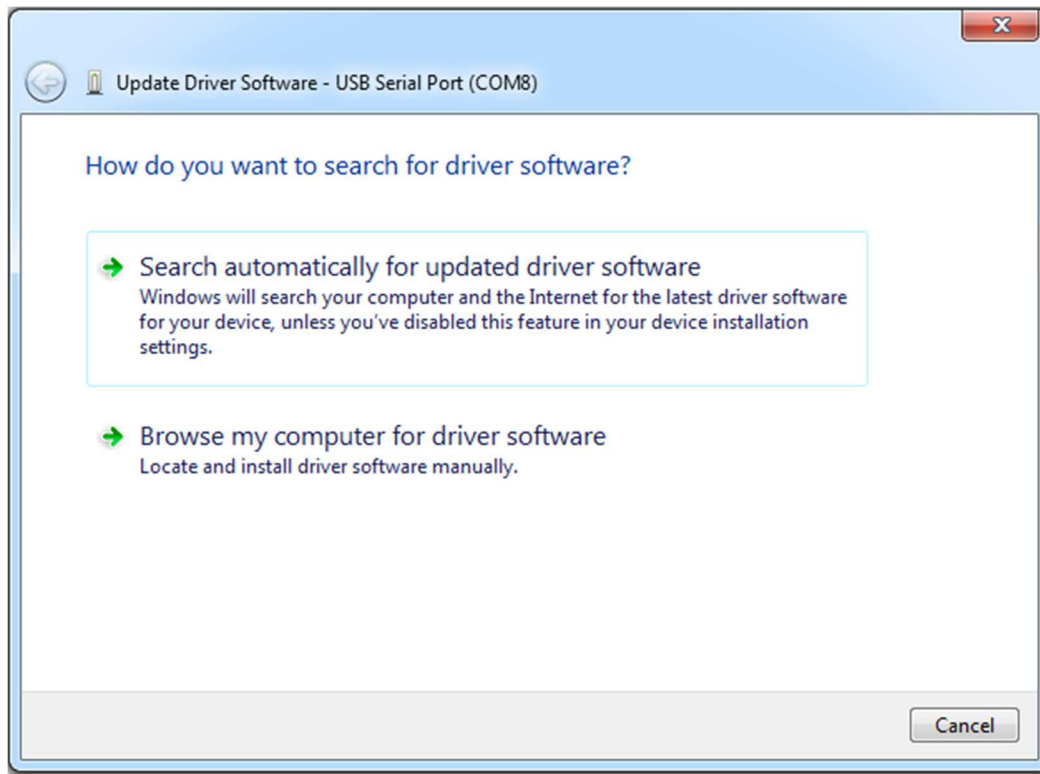 Update Driver Software - USB Serial Port (COM8)
How do you want to search for driver software?
Search automatically for updated driver software
Windows will search your computer and the Internet for the latest driver software
for your device, unless you've disabled this feature in your device installation
settings.
Browse my computer for driver software
Locate and install driver software manually.
Cancel